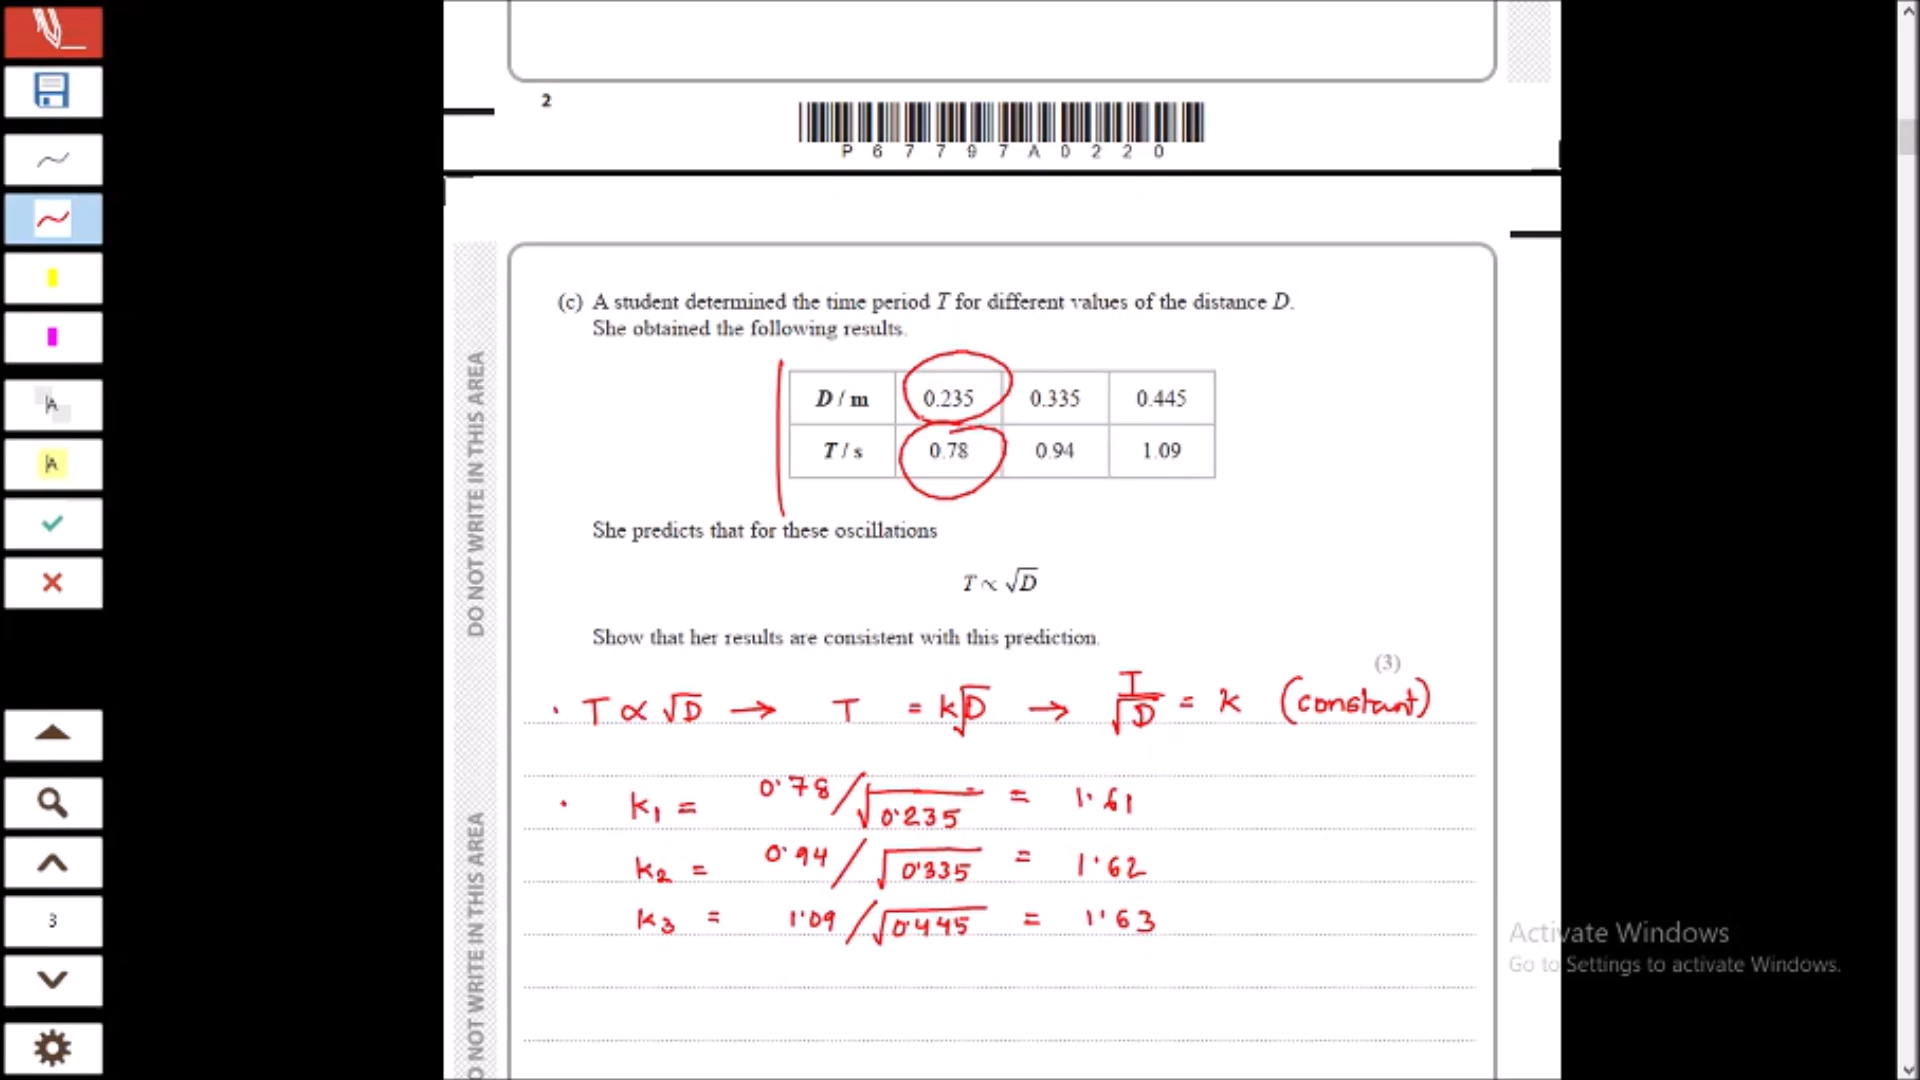 2
P 6 7 7 9 7 A 0 2 2 0
(c) A student determined the time period T for different values of the distance D.
She obtained the following results.
D / m 0.235 0.335 0.445
T / s 0.78 0.94 1.09
She predicts that for these oscillations
T ∝ √D
Show that her results are consistent with this prediction.
(3)
· T ∝ √D → T = k√D → T/√D = k (constant)
· k₁ = 0.78/√0.235 = 1.61
k₂ = 0.94/√0.335 = 1.62
k₃ = 1.09/√0.445 = 1.63
DO NOT WRITE IN THIS AREA
O NOT WRITE IN THIS AREA
3
Activate Windows
Go to Settings to activate Windows.